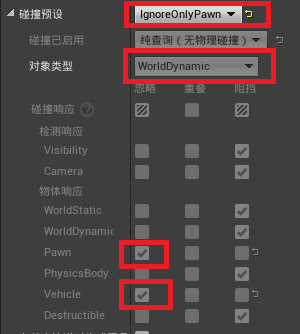 碰撞预设 IgnoreOnlyPawn
碰撞已启用 纯查询（无物理碰撞）
对象类型 WorldDynamic
忽略 重叠 阻挡
碰撞响应 ?
检测响应
Visibility
Camera
物体响应
WorldStatic
WorldDynamic
Pawn
PhysicsBody
Vehicle
Destructible